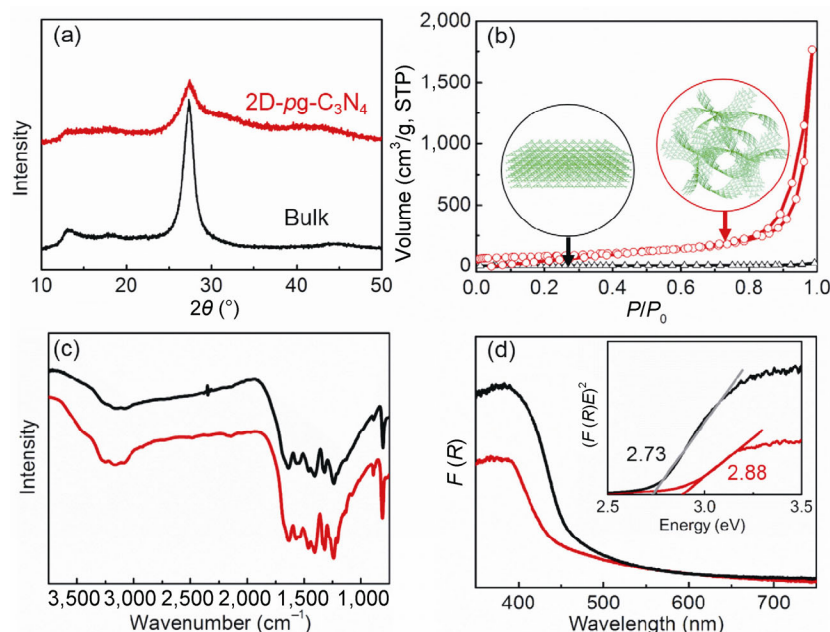 (a)
2D-pg-C₃N₄
Bulk
Intensity
10 20 30 40 50
2θ (°)
(b)
2,000
1,750
1,000
500
250
0
Volume (cm³/g, STP)
0.0 0.2 0.4 0.6 0.8 1.0
P/P₀
(c)
Intensity
3,500 3,000 2,500 2,000 1,500 1,000
Wavenumber (cm⁻¹)
(d)
F (R)
400 500 600 700
Wavelength (nm)
(F (R)E)²
2.73
2.88
2.5 3.0 3.5
Energy (eV)